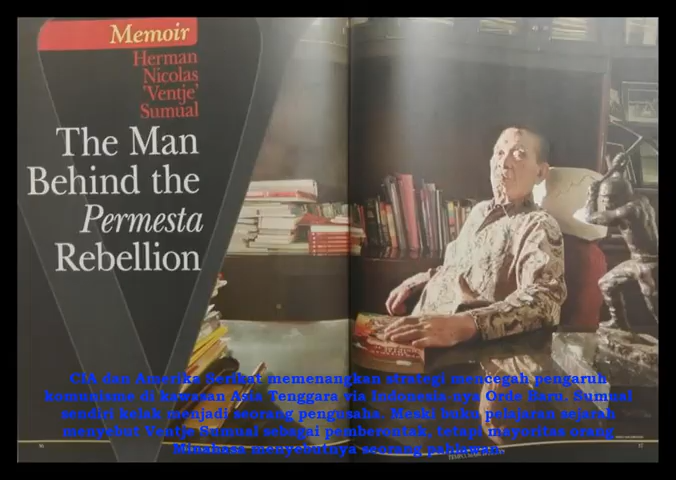 Memoir
Herman
Nicolas
'Ventje'
Sumual
The Man
Behind the
Permesta
Rebellion
CIA dan Amerika Serikat memenangkan strategi mencegah pengaruh
komunisme di kawasan Asia Tenggara via Indonesia-nya Orde Baru. Sumual
sendiri kelak menjadi seorang pengusaha. Meski buku pelajaran sejarah
menyebut Ventje Sumual sebagai pemberontak, tetapi mayoritas orang
Minahasa menyebutnya seorang pahlawan.